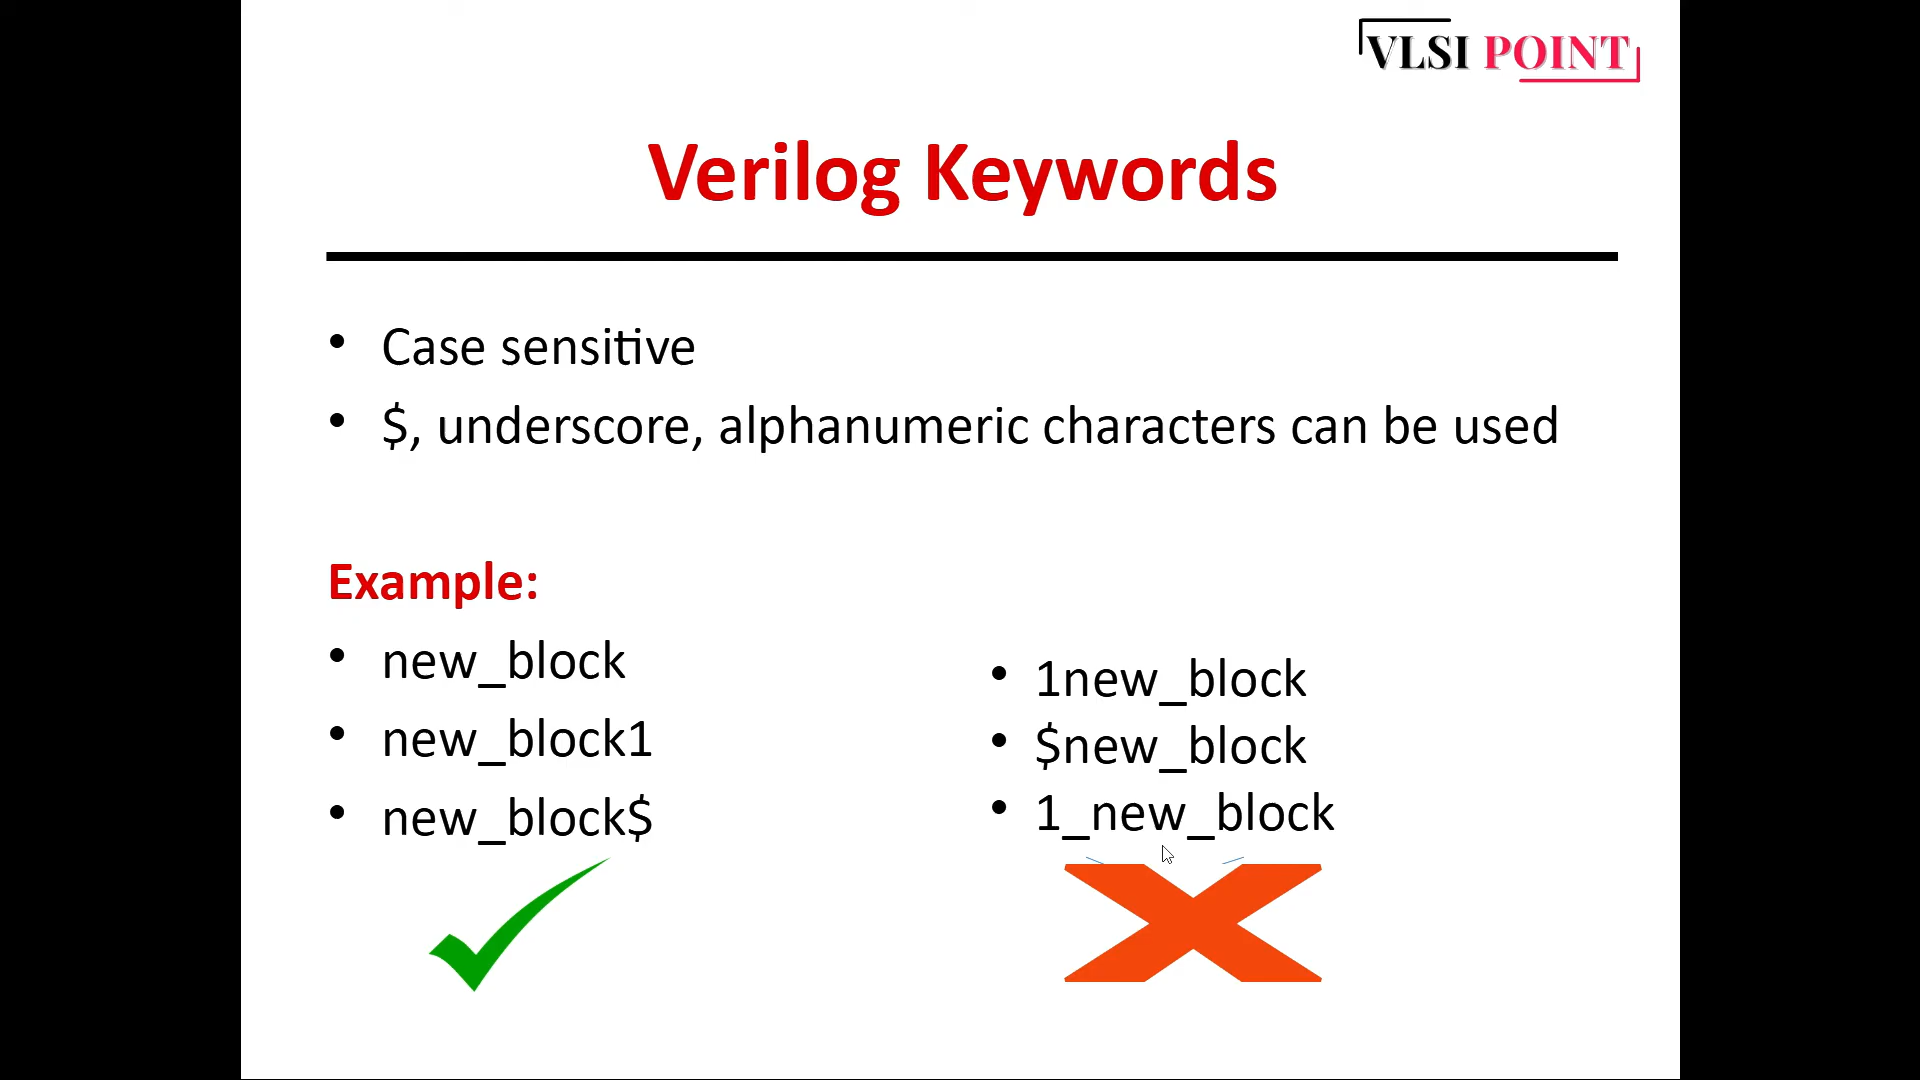 VLSI POINT
Verilog Keywords
• Case sensitive
• $, underscore, alphanumeric characters can be used
Example:
• new_block
• new_block1
• new_block$
• 1new_block
• $new_block
• 1_new_block